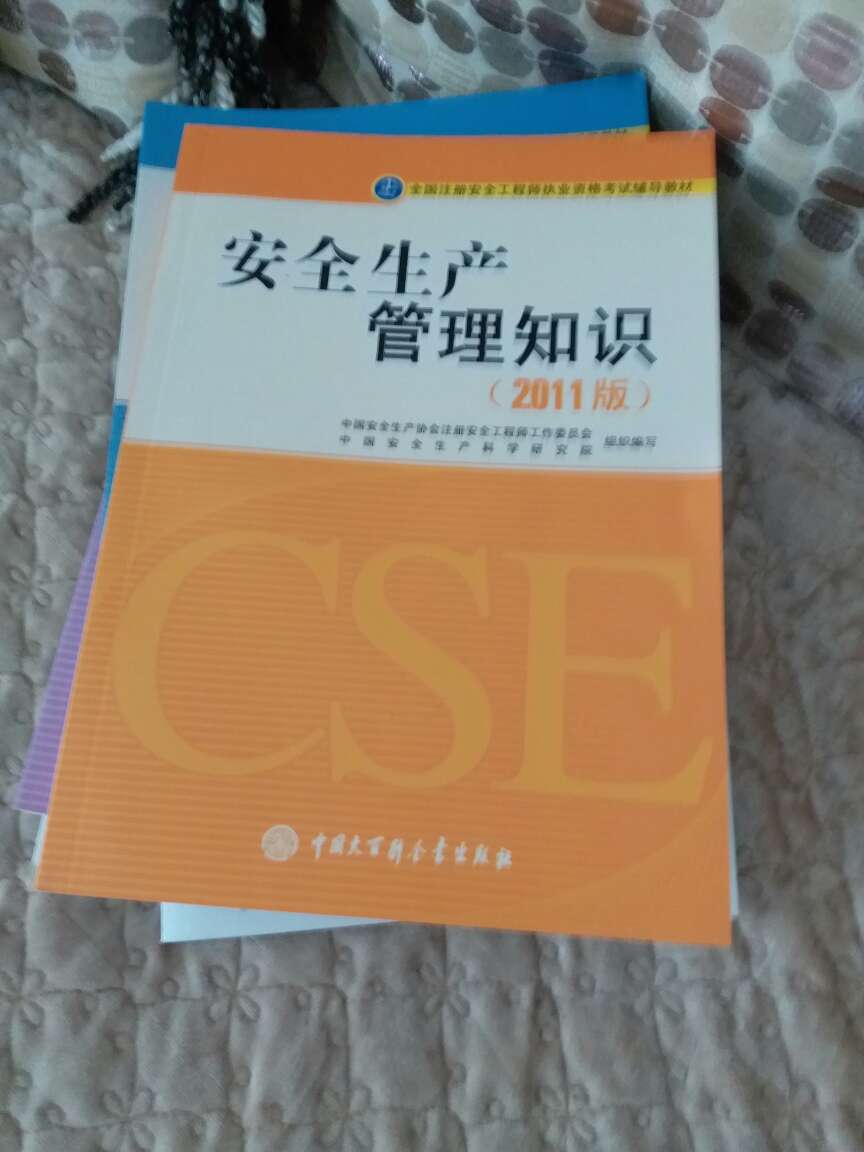 全国注册安全工程师执业资格考试辅导教材
安全生产
管理知识
（2011版）
中国安全生产协会注册安全工程师工作委员会
中国安全生产科学研究院
组织编写
CSE
中国大百科全书出版社